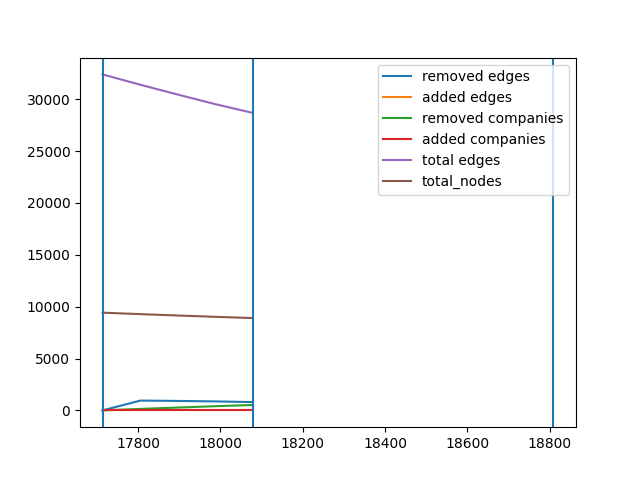 removed edges
added edges
removed companies
added companies
total edges
total_nodes
30000
25000
20000
15000
10000
5000
0
17800 18000 18200 18400 18600 18800